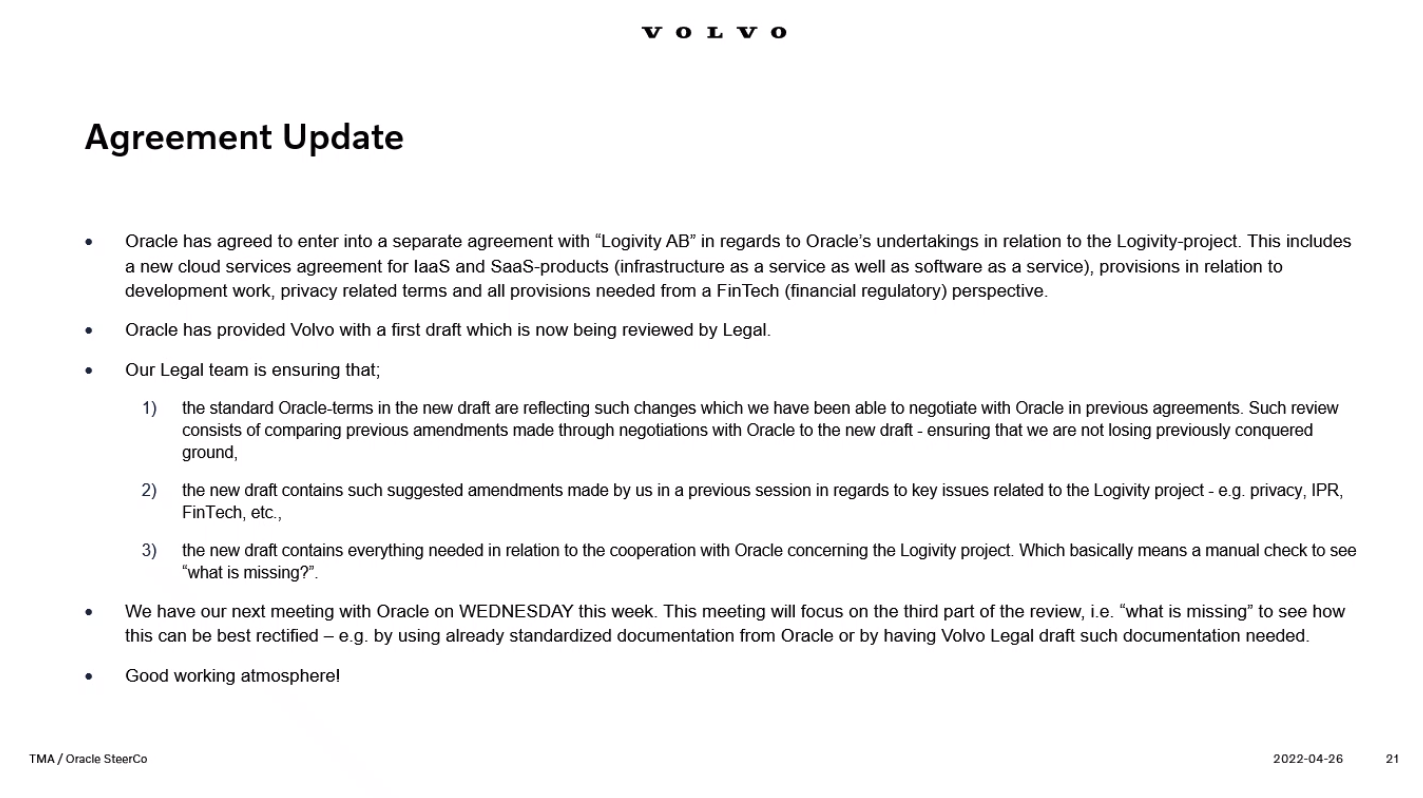 VOLVO
Agreement Update
• Oracle has agreed to enter into a separate agreement with “Logivity AB” in regards to Oracle’s undertakings in relation to the Logivity-project. This includes
a new cloud services agreement for IaaS and SaaS-products (infrastructure as a service as well as software as a service), provisions in relation to
development work, privacy related terms and all provisions needed from a FinTech (financial regulatory) perspective.
• Oracle has provided Volvo with a first draft which is now being reviewed by Legal.
• Our Legal team is ensuring that;
1) the standard Oracle-terms in the new draft are reflecting such changes which we have been able to negotiate with Oracle in previous agreements. Such review
consists of comparing previous amendments made through negotiations with Oracle to the new draft - ensuring that we are not losing previously conquered
ground,
2) the new draft contains such suggested amendments made by us in a previous session in regards to key issues related to the Logivity project - e.g. privacy, IPR,
FinTech, etc.,
3) the new draft contains everything needed in relation to the cooperation with Oracle concerning the Logivity project. Which basically means a manual check to see
“what is missing?”.
• We have our next meeting with Oracle on WEDNESDAY this week. This meeting will focus on the third part of the review, i.e. “what is missing” to see how
this can be best rectified – e.g. by using already standardized documentation from Oracle or by having Volvo Legal draft such documentation needed.
• Good working atmosphere!
TMA / Oracle SteerCo
2022-04-26
21